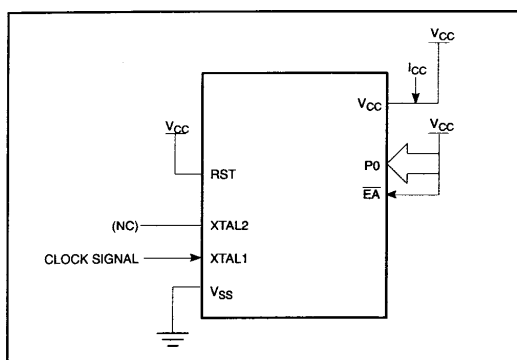 VCC
ICC
VCC
VCC
VCC
P0
RST
EA
(NC)
XTAL2
CLOCK SIGNAL
XTAL1
VSS